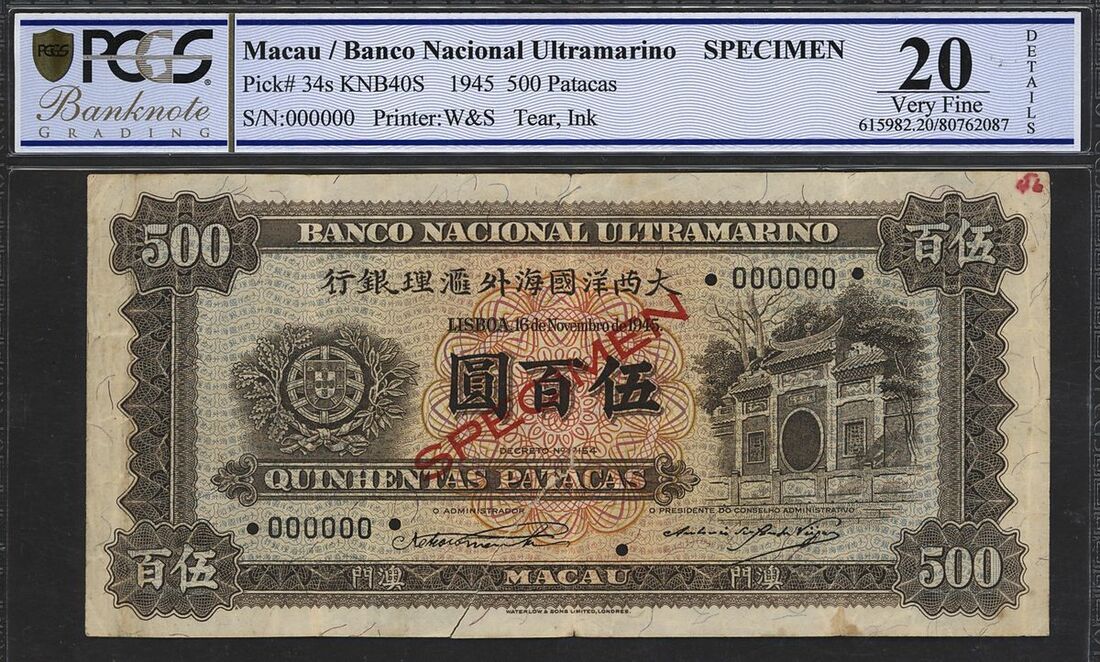 PCGS
Banknote
GRADING
Macau / Banco Nacional Ultramarino SPECIMEN
Pick# 34s KNB40S 1945 500 Patacas
S/N:000000 Printer:W&S Tear, Ink
20
Very Fine
615982.20/80762087
DETAILS
500
BANCO NACIONAL ULTRAMARINO
百伍
行銀理滙外海國洋西大
000000
LISBOA, 16 de Novembro de 1945.
圓百伍
SPECIMEN
DECRETO Nº 17154
QUINHENTAS PATACAS
O ADMINISTRADOR
O PRESIDENTE DO CONSELHO ADMINISTRATIVO
000000
百伍
門澳
MACAU
門澳
500
WATERLOW & SONS LIMITED, LONDRES.